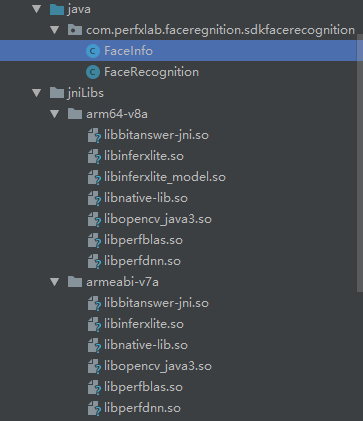 java
com.perfxlab.faceregnition.sdkfacerecognition
FaceInfo
FaceRecognition
jniLibs
arm64-v8a
libbitanswer-jni.so
libinferxlite.so
libinferxlite_model.so
libnative-lib.so
libopencv_java3.so
libperfblas.so
libperfdnn.so
armeabi-v7a
libbitanswer-jni.so
libinferxlite.so
libnative-lib.so
libopencv_java3.so
libperfblas.so
libperfdnn.so